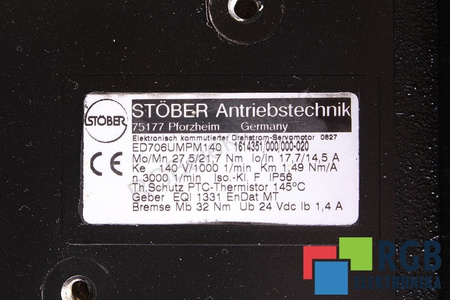 STÖBER
STÖBER Antriebstechnik
75177 Pforzheim Germany
Elektronisch kommutierter Drehstrom-Servomotor 0827
ED706UMPM140 1614351/000/000-020
Mo/Mn 27,5/21,7 Nm Io/In 17,7/14,5 A
Ke 140 V/1000 1/min Km 1,49 Nm/A
n 3000 1/min Iso.-Kl. F IP56
Th.Schutz PTC-Thermistor 145°C
Geber EQI 1331 EnDat MT
Bremse Mb 32 Nm Ub 24 Vdc Ib 1,4 A
CE
RGB
ELEKTRONIKA